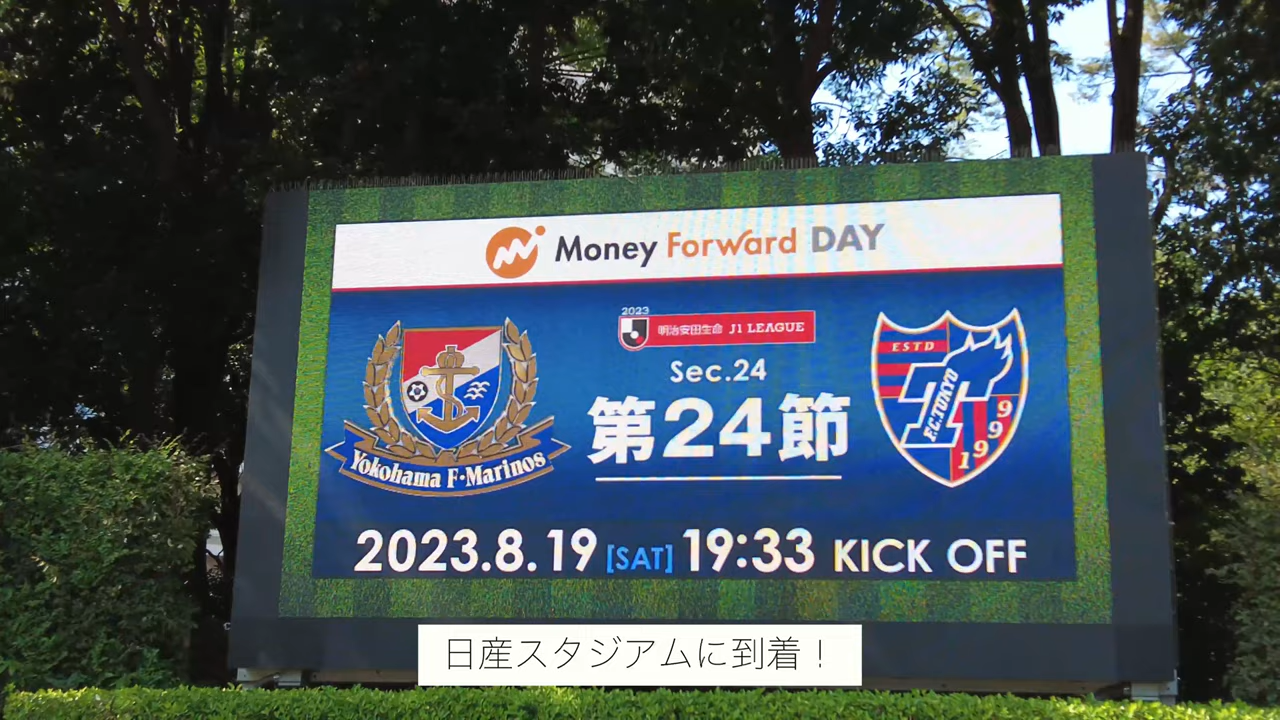 Money Forward DAY
2023
明治安田生命 J1 LEAGUE
Sec.24
第24節
Yokohama F·Marinos
ESTD
F.C.TOKYO
1999
2023.8.19 [SAT] 19:33 KICK OFF
日産スタジアムに到着！